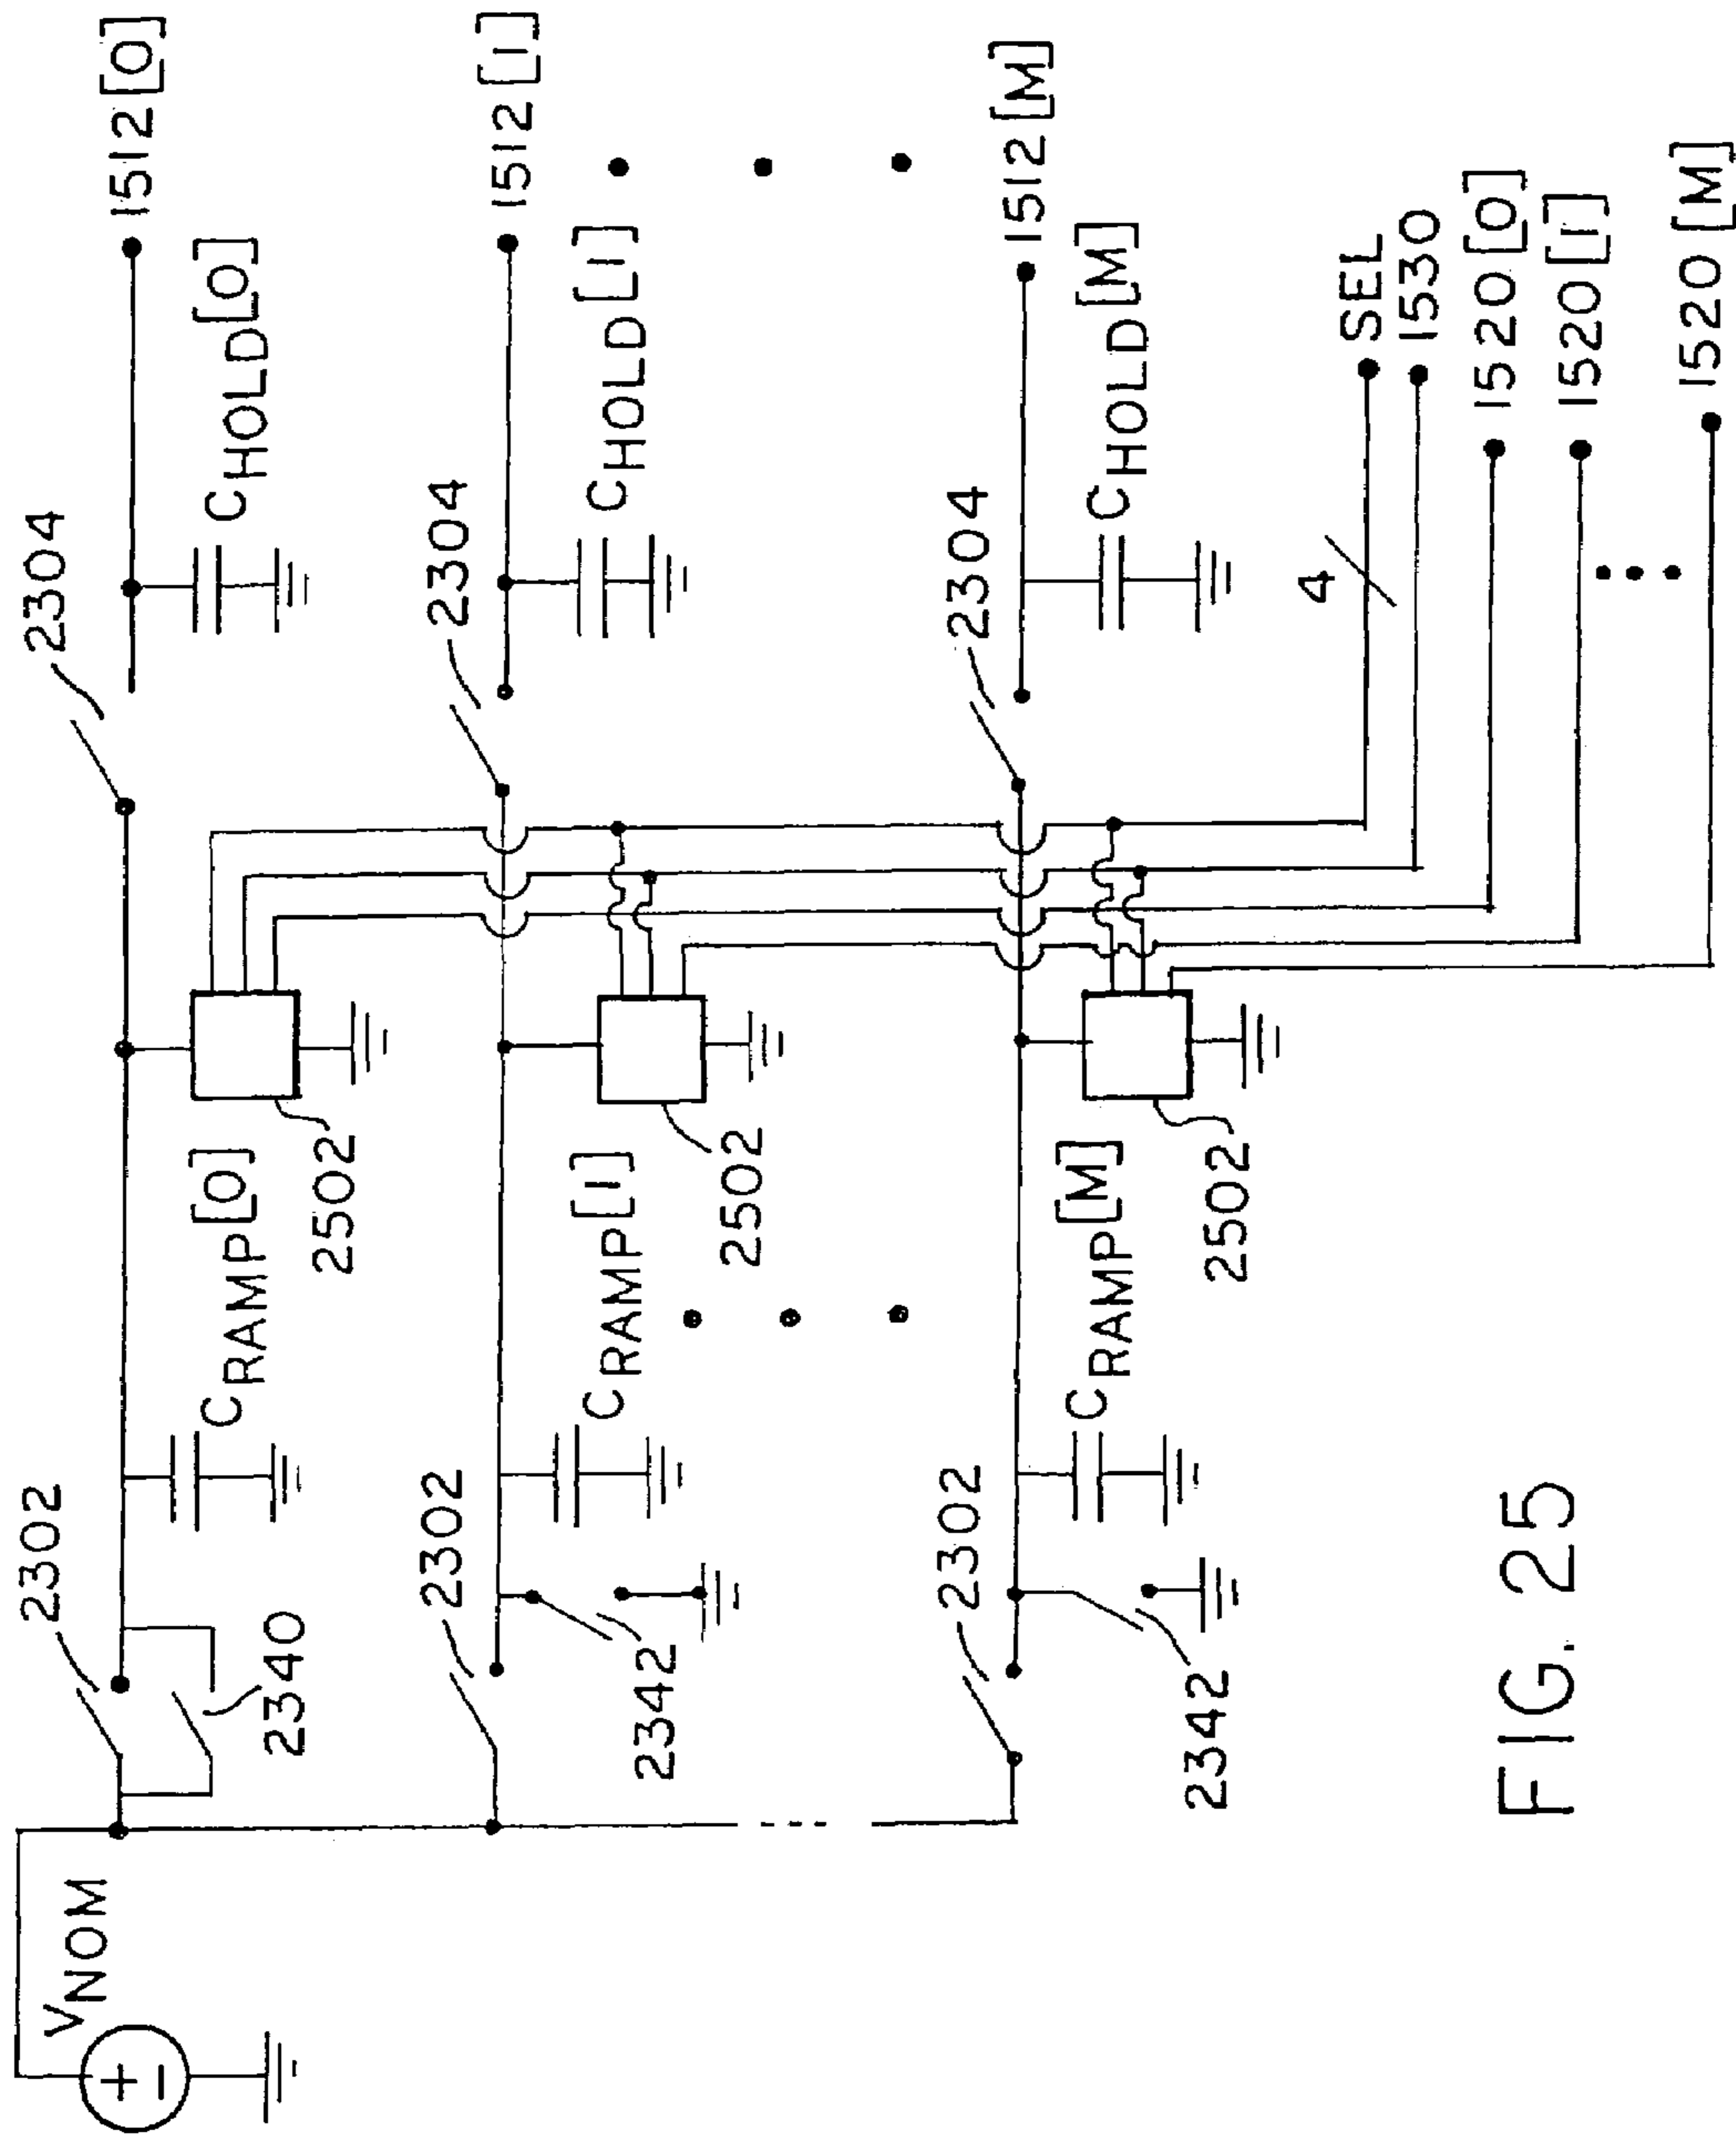 VNOM
2302
2340
CRAMP[0]
2502
2304
CHOLD[0]
1512[0]
2302
2342
CRAMP[1]
2502
2304
CHOLD[1]
1512[1]
2302
2342
CRAMP[M]
2502
2304
CHOLD[M]
1512[M]
4
SEL
1530
1520[0]
1520[1]
1520[M]
FIG. 25